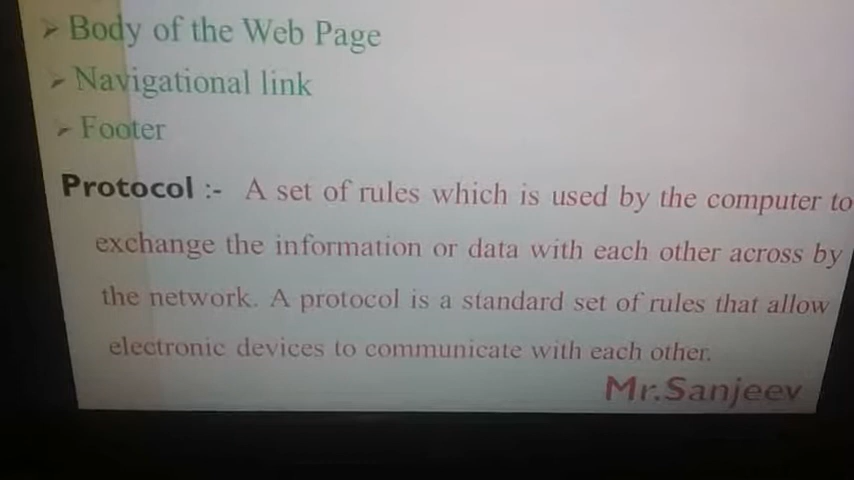 ➢ Body of the Web Page
➢ Navigational link
➢ Footer
Protocol :- A set of rules which is used by the computer to
exchange the information or data with each other across by
the network. A protocol is a standard set of rules that allow
electronic devices to communicate with each other.
Mr.Sanjeev